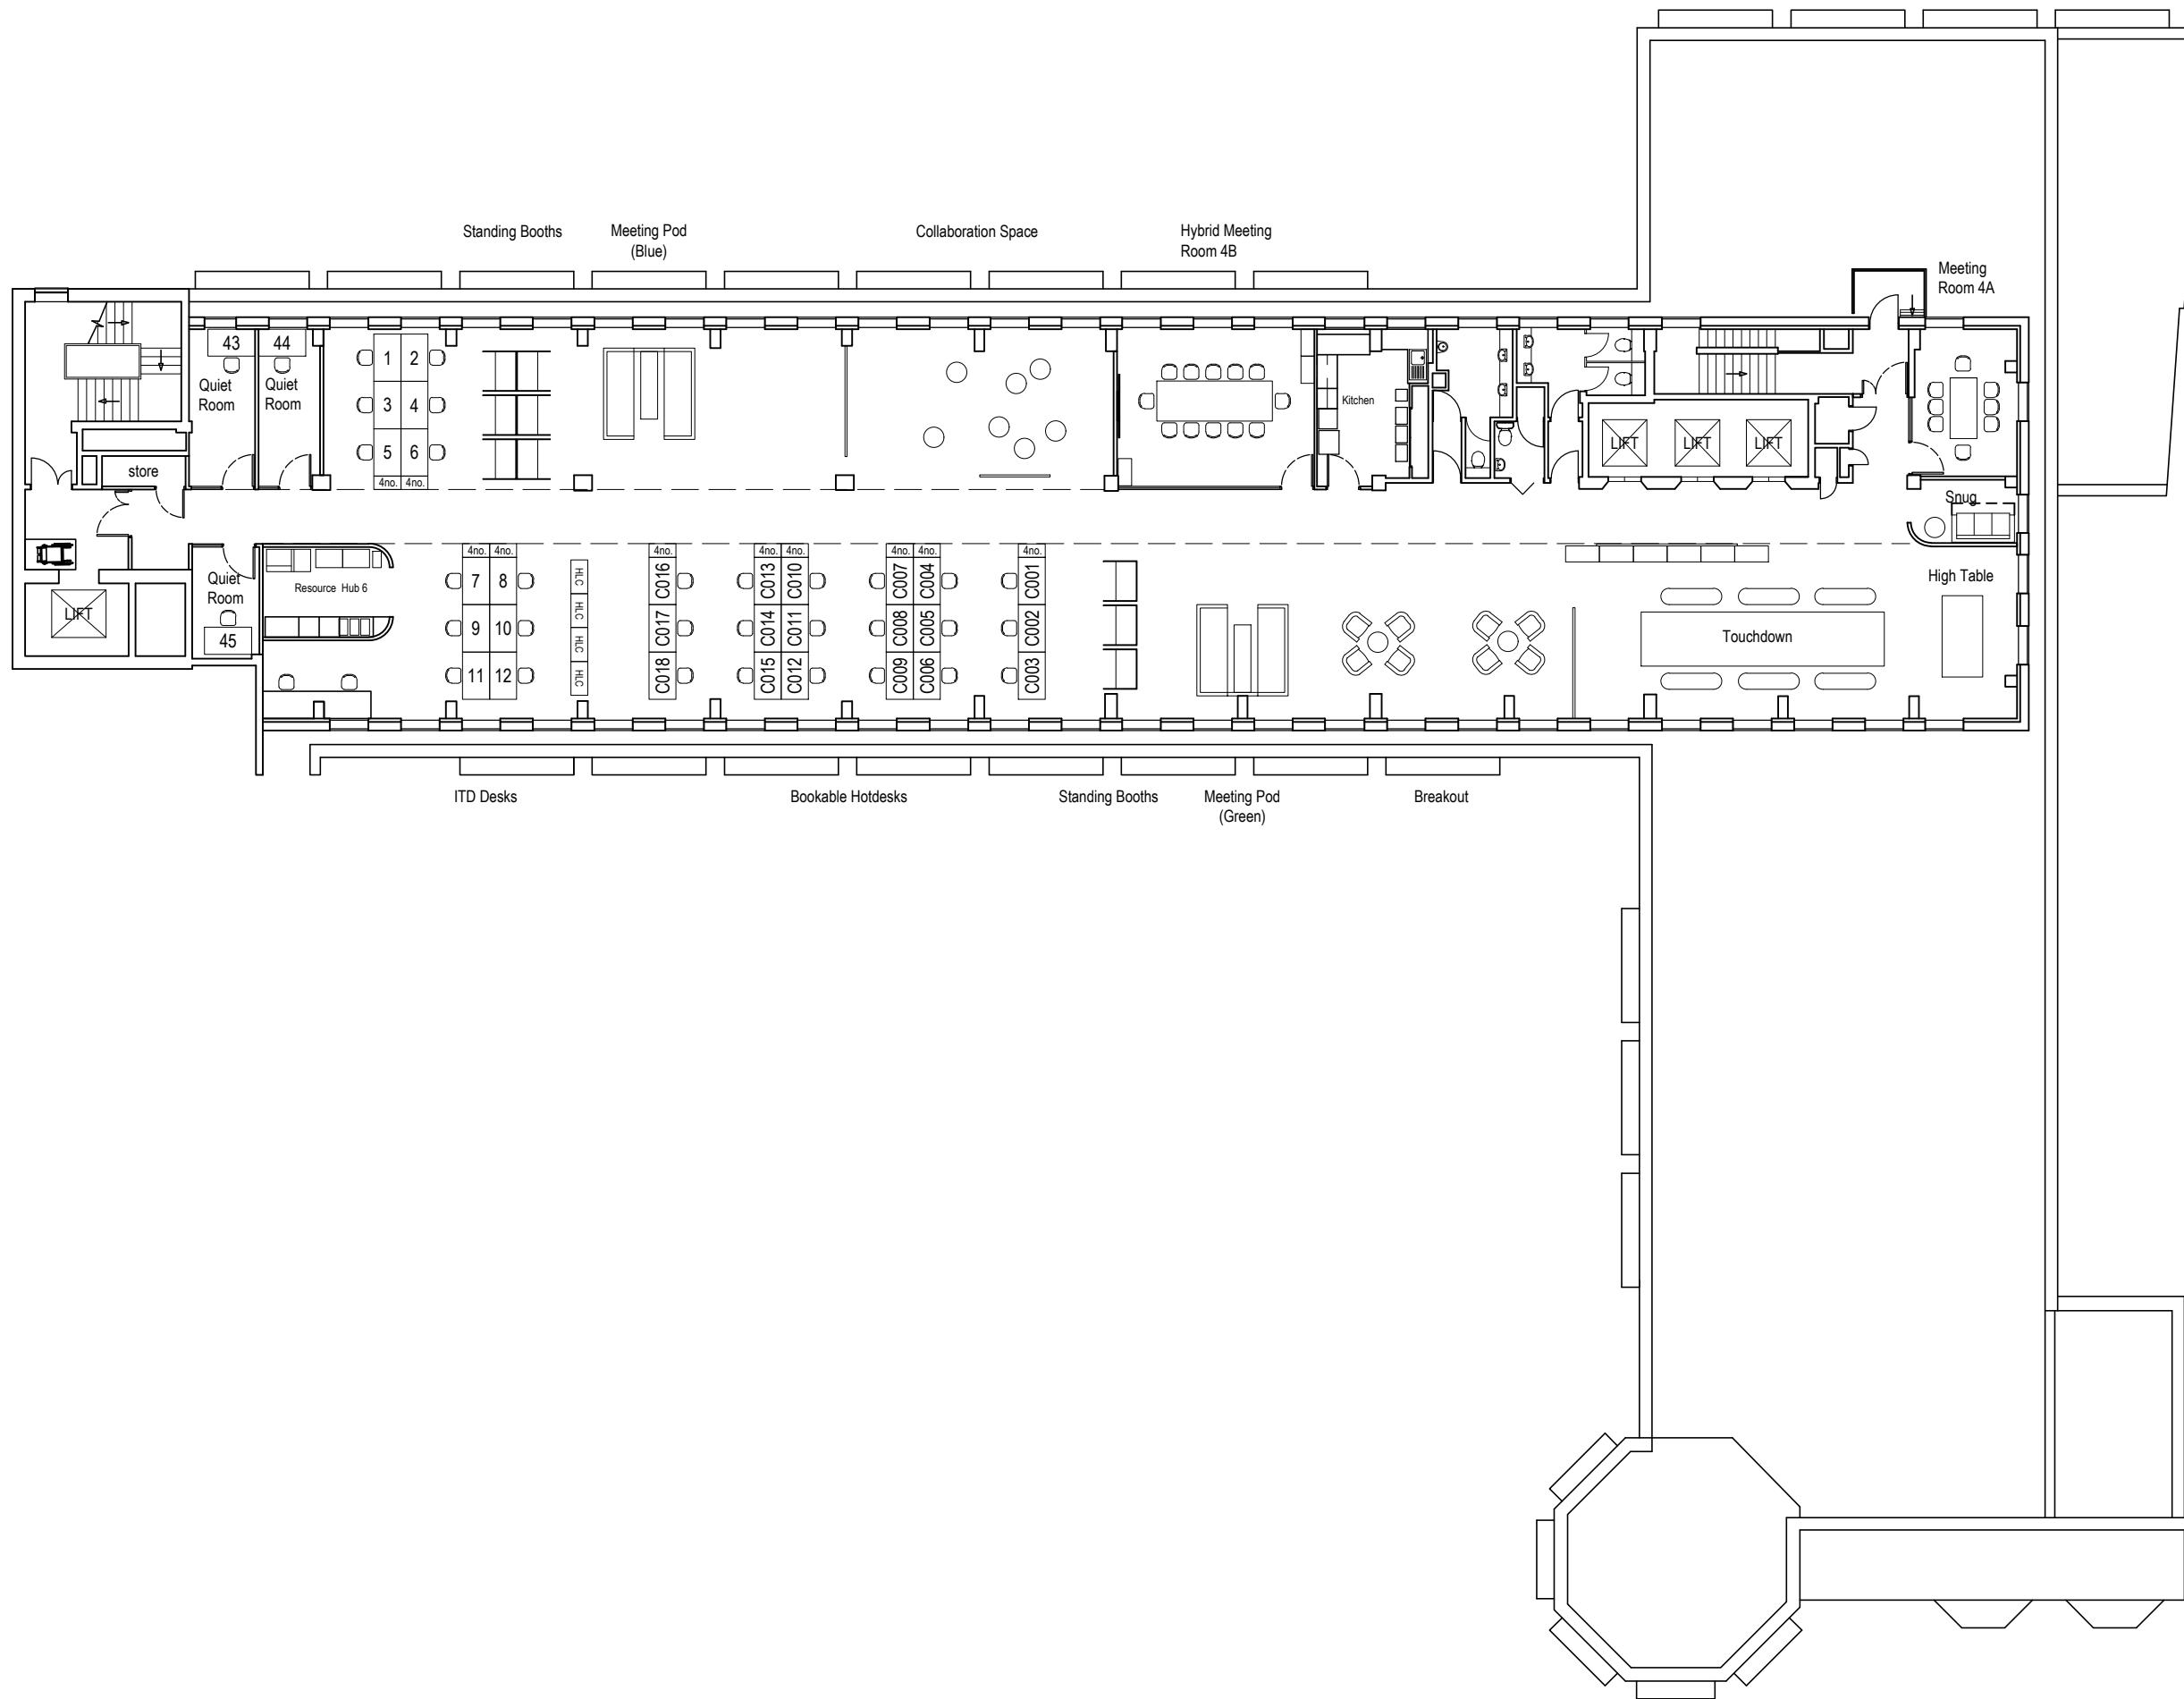 Standing Booths
Meeting Pod
(Blue)
Collaboration Space
Hybrid Meeting
Room 4B
Meeting
Room 4A
43
44
Quiet
Room
Quiet
Room
1 2
3 4
5 6
4no. 4no.
Kitchen
LIFT
LIFT
LIFT
store
Snug
Quiet
Room
45
LIFT
Resource Hub 6
4no. 4no.
7 8
9 10
11 12
HLC
HLC
HLC
HLC
4no.
C016
C017
C018
4no. 4no.
C013 C010
C014 C011
C015 C012
4no. 4no.
C007 C004
C008 C005
C009 C006
4no.
C001
C002
C003
High Table
Touchdown
ITD Desks
Bookable Hotdesks
Standing Booths
Meeting Pod
(Green)
Breakout